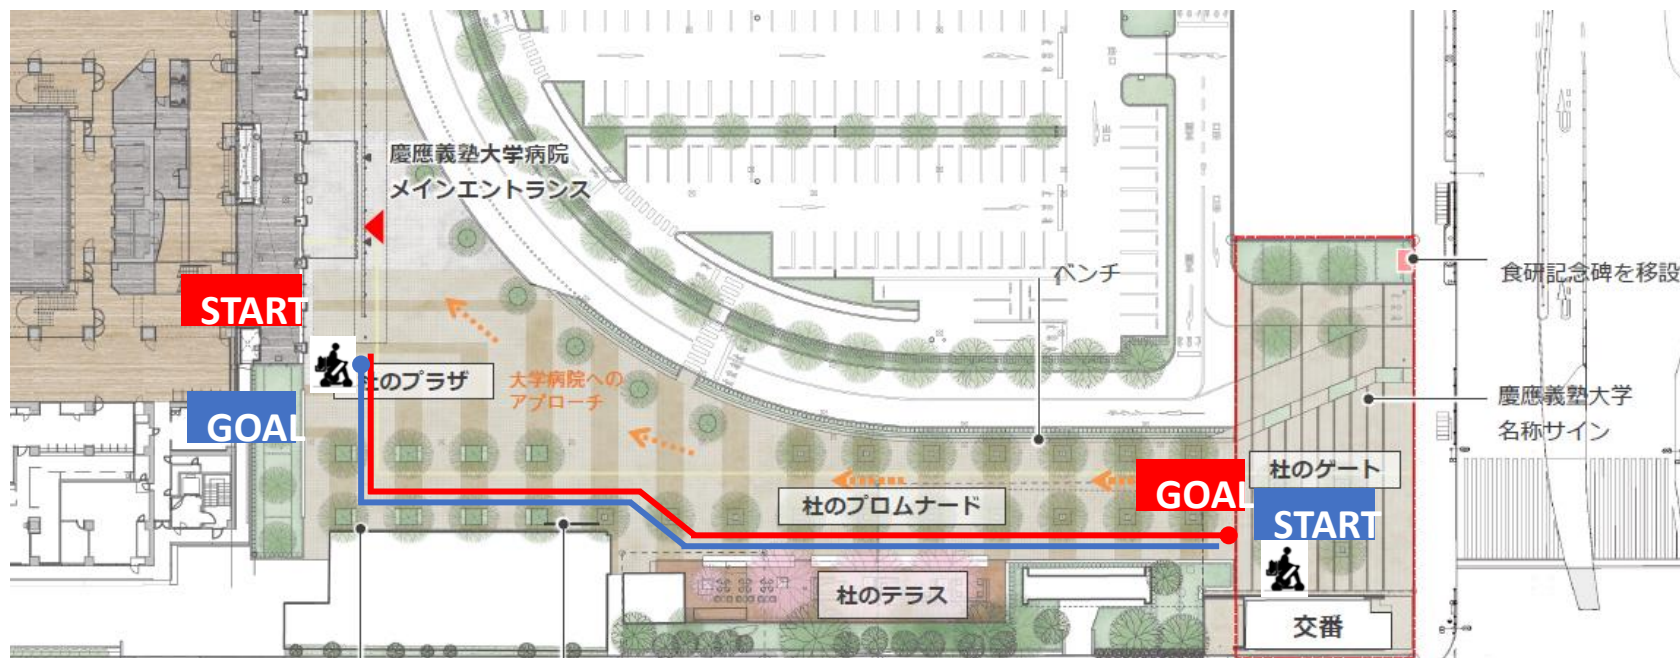 慶應義塾大学病院
メインエントランス
START
社のプラザ
GOAL
大学病院への
アプローチ
ベンチ
食研記念碑を移設
慶應義塾大学
名称サイン
杜のゲート
GOAL
START
杜のプロムナード
杜のテラス
交番